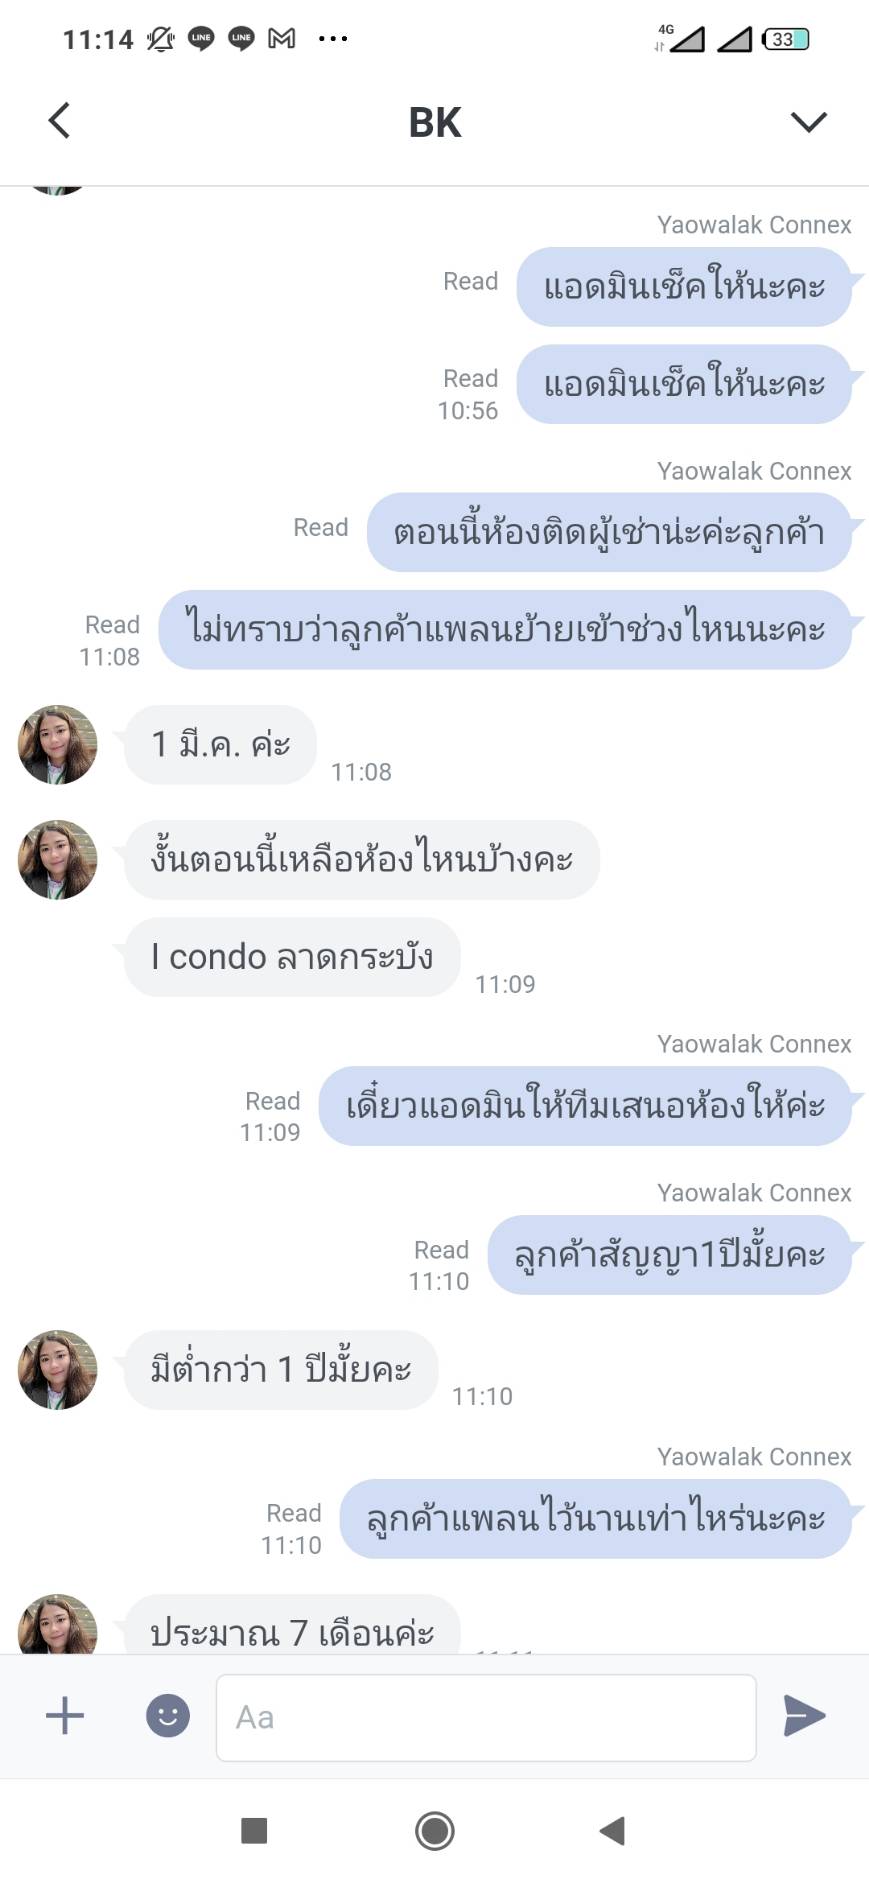 11:14
LINE
LINE
4G
33
BK
Yaowalak Connex
Read
แอดมินเช็คให้นะคะ
Read
10:56
แอดมินเช็คให้นะคะ
Yaowalak Connex
Read
ตอนนี้ห้องติดผู้เช่าน่ะค่ะลูกค้า
Read
11:08
ไม่ทราบว่าลูกค้าแพลนย้ายเข้าช่วงไหนนะคะ
1 มี.ค. ค่ะ
11:08
งั้นตอนนี้เหลือห้องไหนบ้างคะ
I condo ลาดกระบัง
11:09
Yaowalak Connex
Read
11:09
เดี๋ยวแอดมินให้ทีมเสนอห้องให้ค่ะ
Yaowalak Connex
Read
11:10
ลูกค้าสัญญา1ปีมั้ยคะ
มีต่ำกว่า 1 ปีมั้ยคะ
11:10
Yaowalak Connex
Read
11:10
ลูกค้าแพลนไว้นานเท่าไหร่นะคะ
ประมาณ 7 เดือนค่ะ
Aa